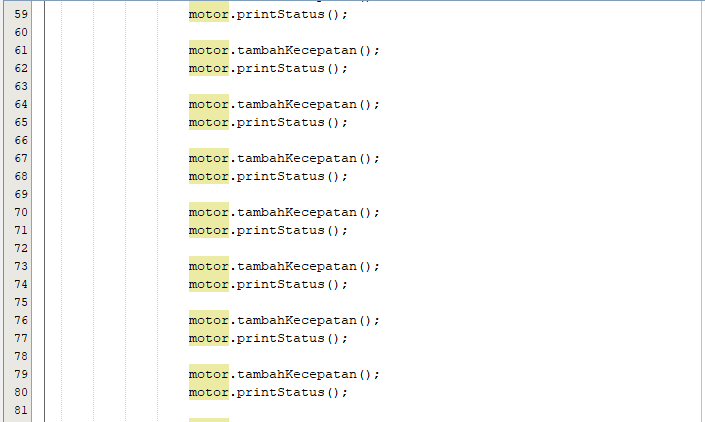 59 motor.printStatus();
60
61 motor.tambahKecepatan();
62 motor.printStatus();
63
64 motor.tambahKecepatan();
65 motor.printStatus();
66
67 motor.tambahKecepatan();
68 motor.printStatus();
69
70 motor.tambahKecepatan();
71 motor.printStatus();
72
73 motor.tambahKecepatan();
74 motor.printStatus();
75
76 motor.tambahKecepatan();
77 motor.printStatus();
78
79 motor.tambahKecepatan();
80 motor.printStatus();
81